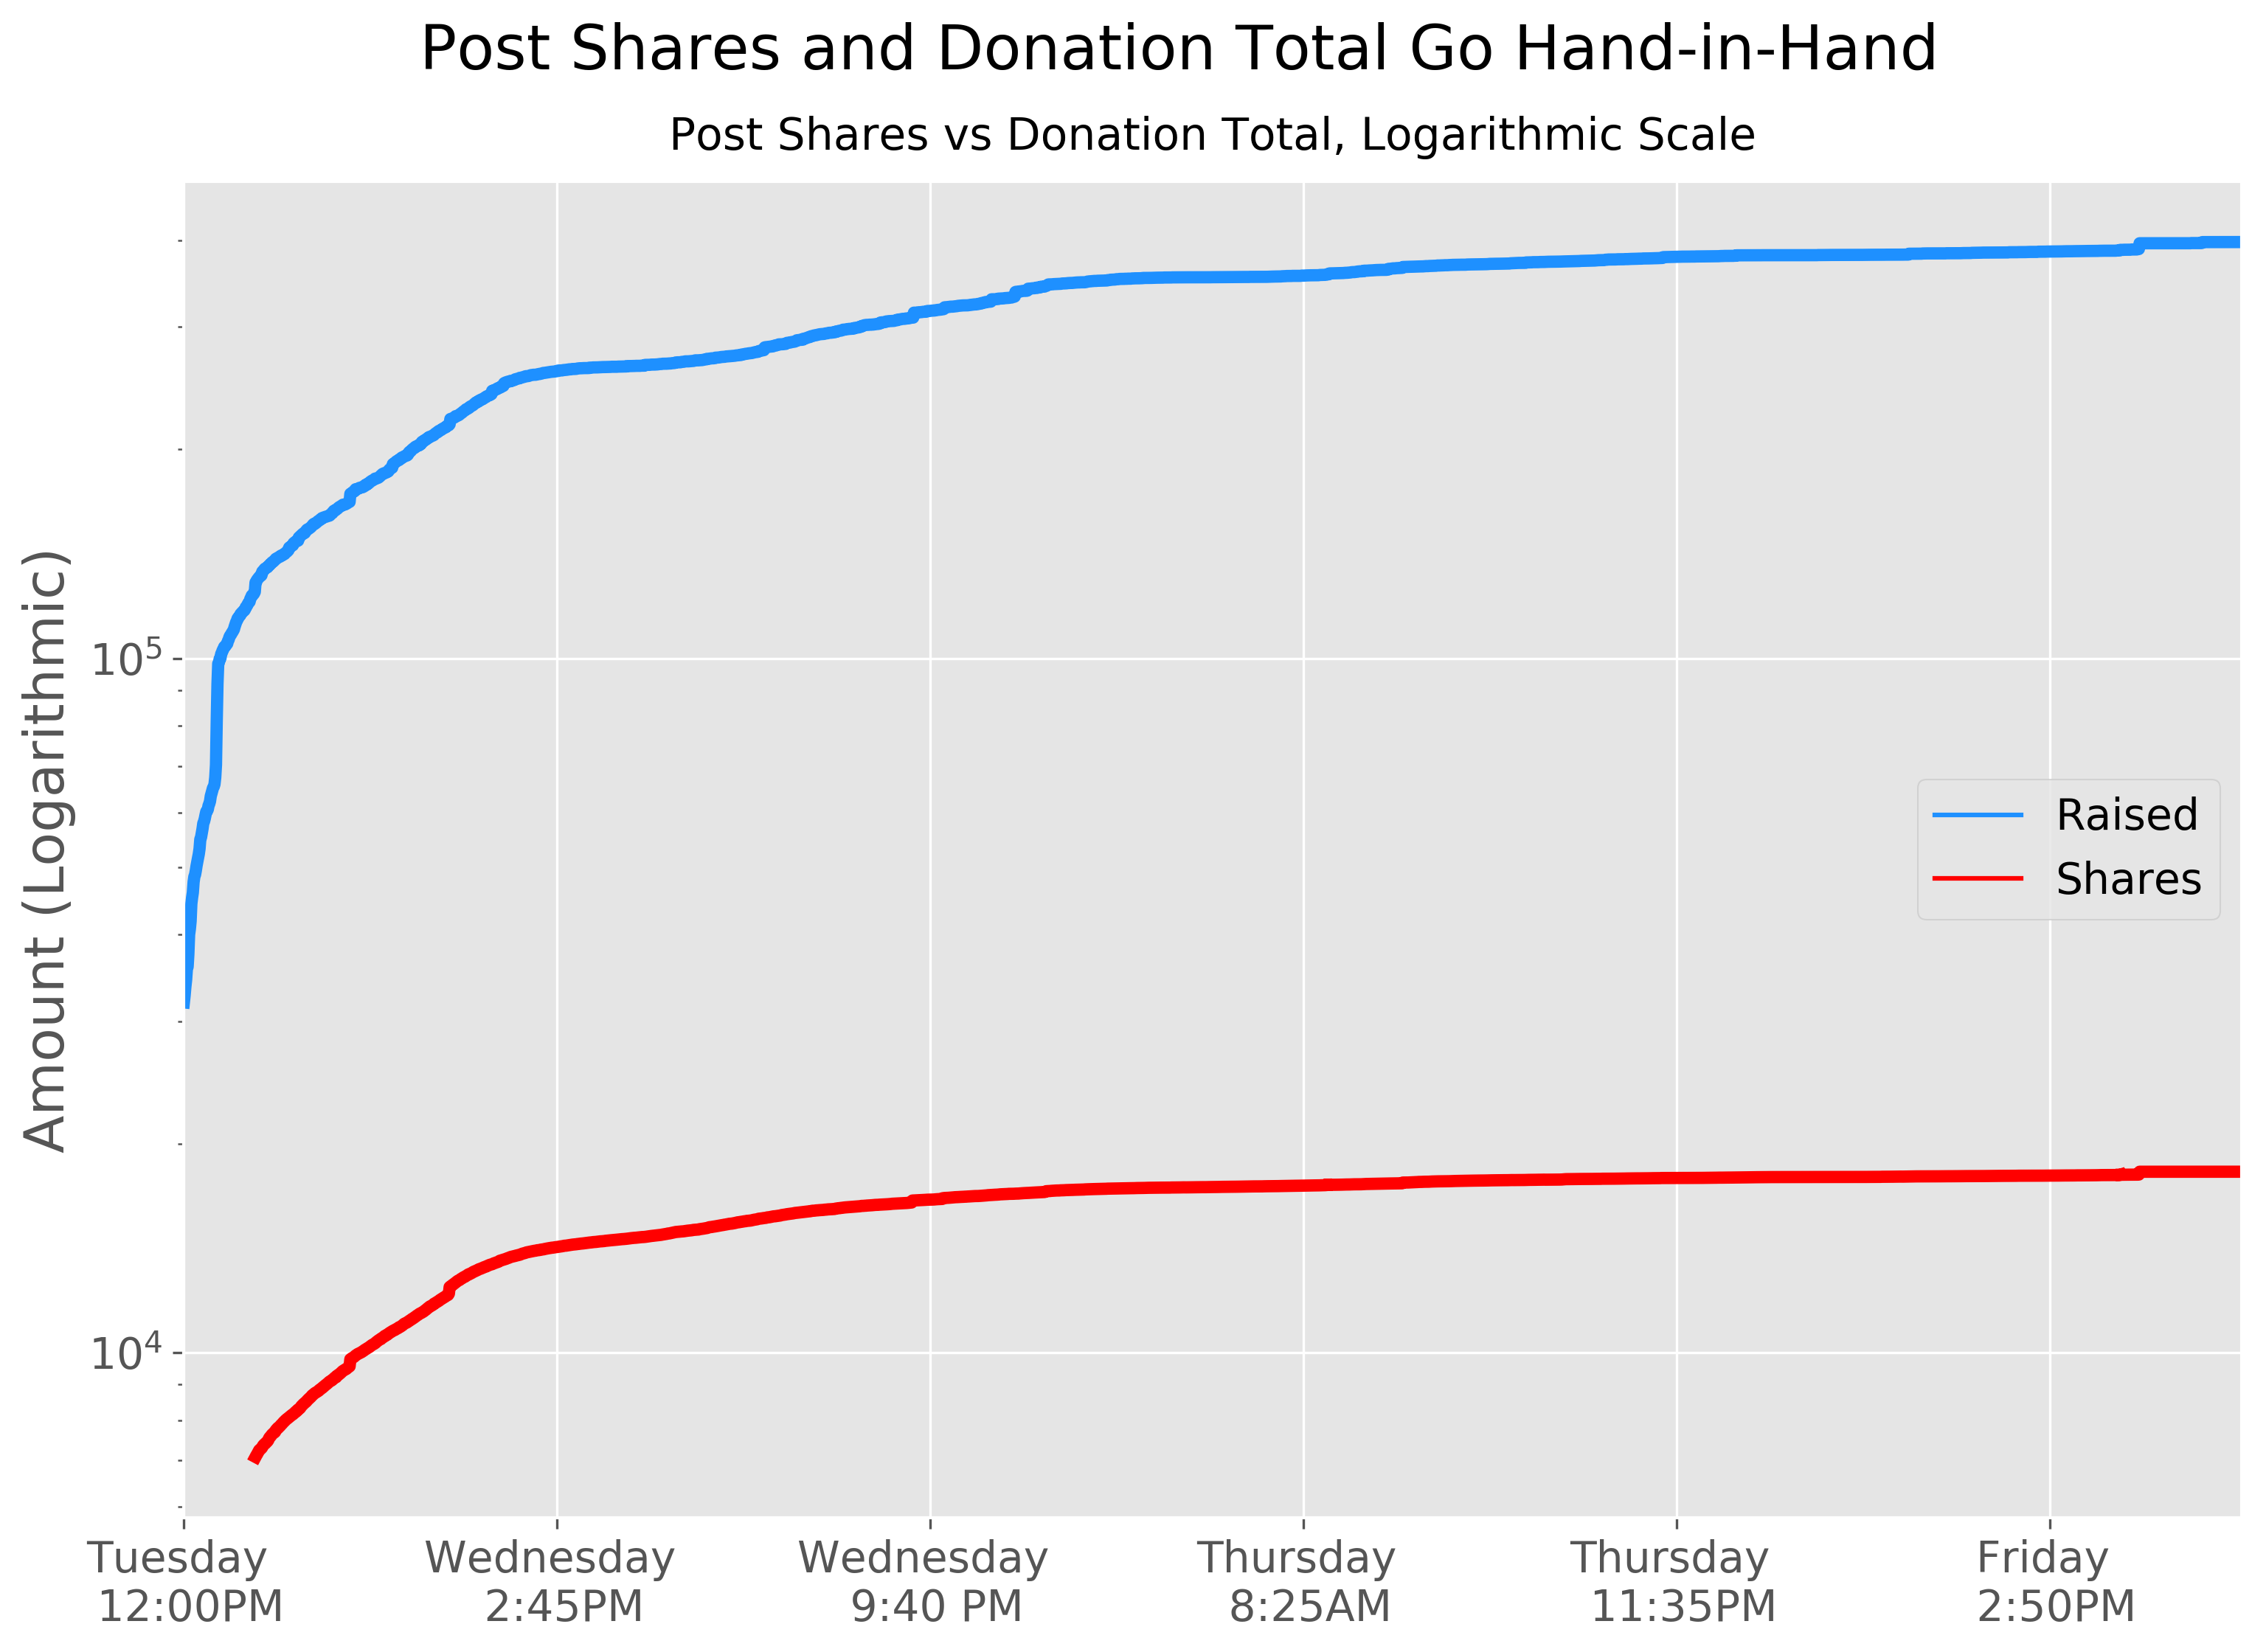 Post Shares and Donation Total Go Hand-in-Hand
Post Shares vs Donation Total, Logarithmic Scale
Amount (Logarithmic)
10⁵
10⁴
Raised
Shares
Tuesday
12:00PM
Wednesday
2:45PM
Wednesday
9:40 PM
Thursday
8:25AM
Thursday
11:35PM
Friday
2:50PM